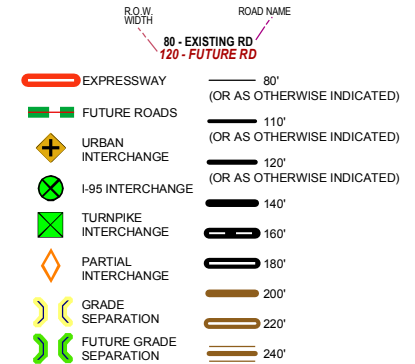 R.O.W.
WIDTH
ROAD NAME
80 - EXISTING RD
120 - FUTURE RD
EXPRESSWAY
FUTURE ROADS
URBAN
INTERCHANGE
I-95 INTERCHANGE
TURNPIKE
INTERCHANGE
PARTIAL
INTERCHANGE
GRADE
SEPARATION
FUTURE GRADE
SEPARATION
80'
(OR AS OTHERWISE INDICATED)
110'
(OR AS OTHERWISE INDICATED)
120'
(OR AS OTHERWISE INDICATED)
140'
160'
180'
200'
220'
240'